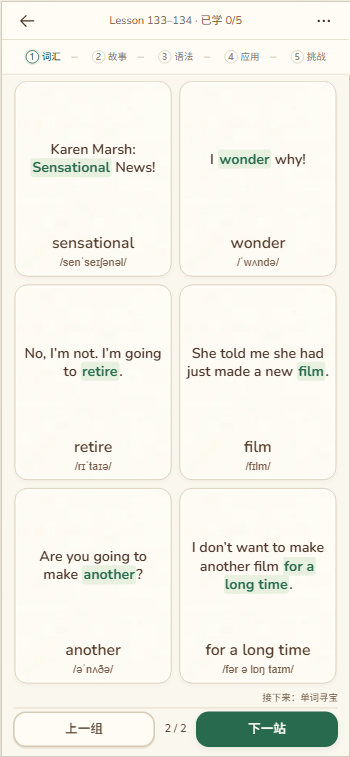 Lesson 133–134 · 已学 0/5
1 词汇 — 2 故事 — 3 语法 — 4 应用 — 5 挑战
Karen Marsh:
Sensational News!
sensational
/senˈseɪʃənəl/
I wonder why!
wonder
/ˈwʌndə/
No, I'm not. I'm going
to retire.
retire
/rɪˈtaɪə/
She told me she had
just made a new film.
film
/fɪlm/
Are you going to
make another?
another
/əˈnʌðə/
I don't want to make
another film for a
long time.
for a long time
/fər ə lɒŋ taɪm/
接下来：单词寻宝
上一组
2 / 2
下一站